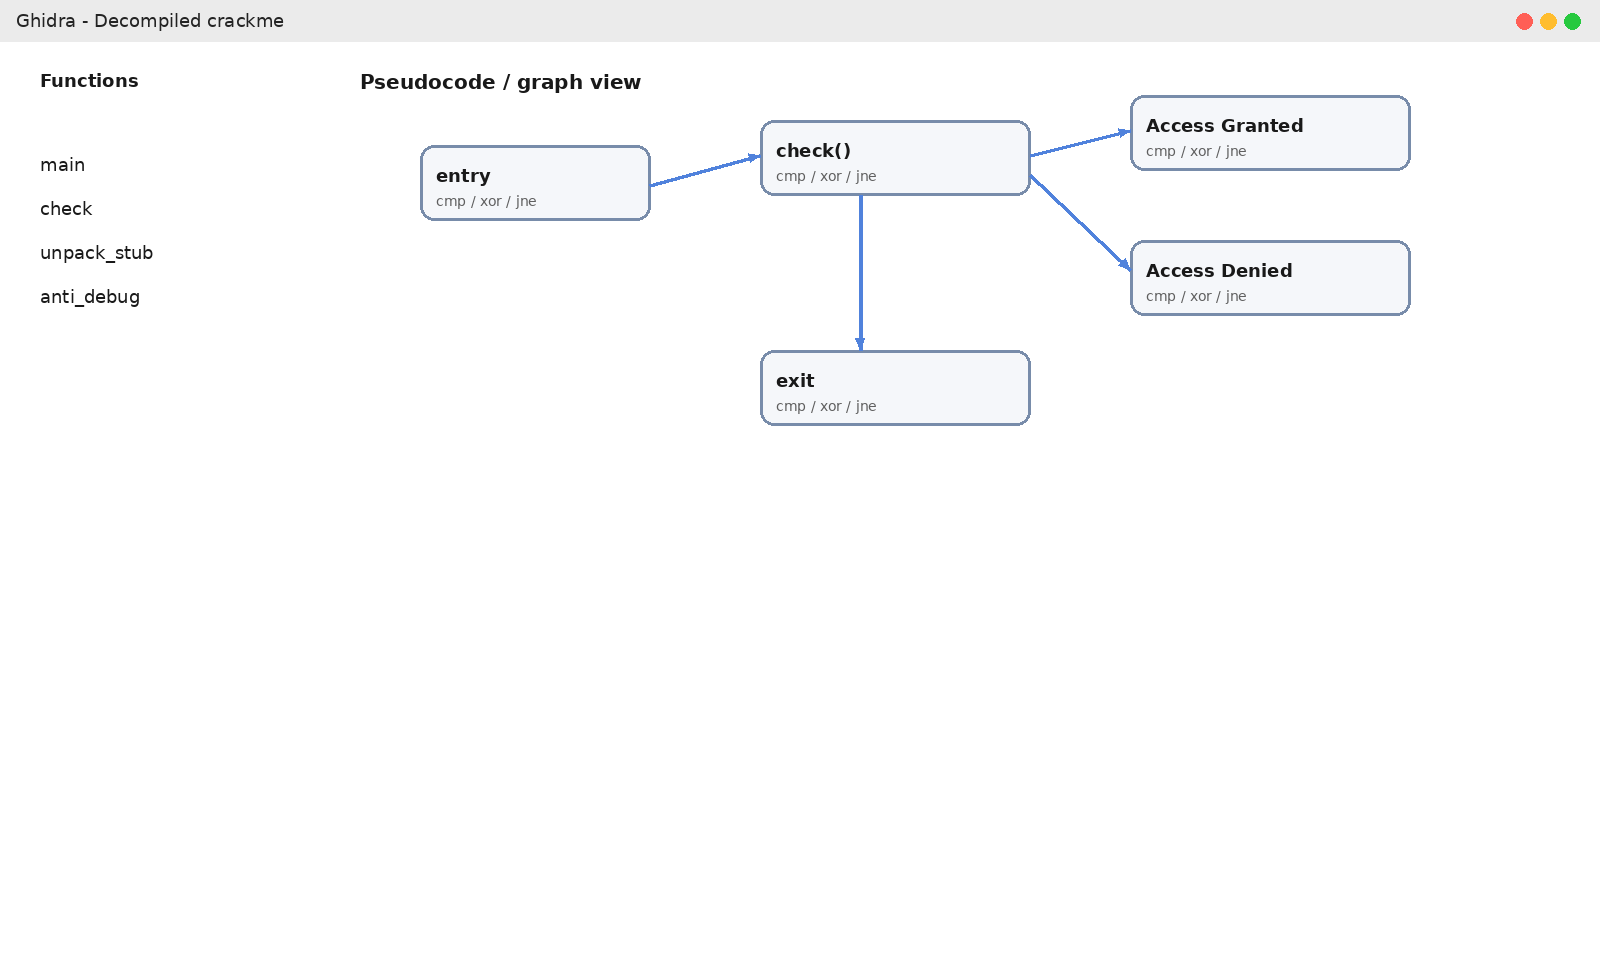 Ghidra - Decompiled crackme
Functions
main
check
unpack_stub
anti_debug
Pseudocode / graph view
entry
cmp / xor / jne
check()
cmp / xor / jne
Access Granted
cmp / xor / jne
Access Denied
cmp / xor / jne
exit
cmp / xor / jne